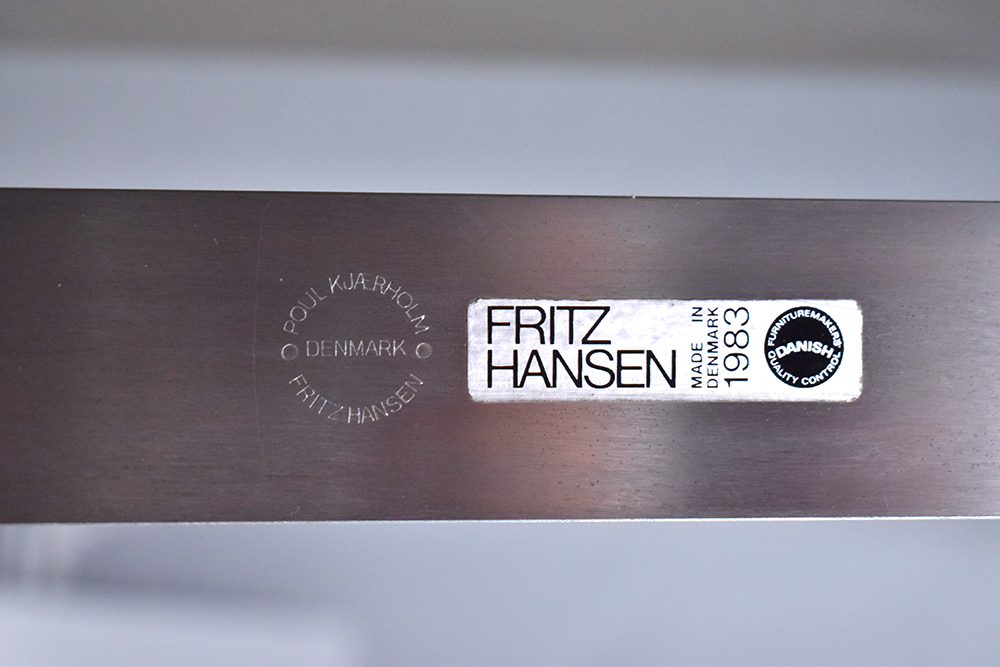 POUL KJÆRHOLM
DENMARK
FRITZ HANSEN
FRITZ
HANSEN
MADE IN
DENMARK
1983
FURNITUREMAKERS'
DANISH
QUALITY CONTROL